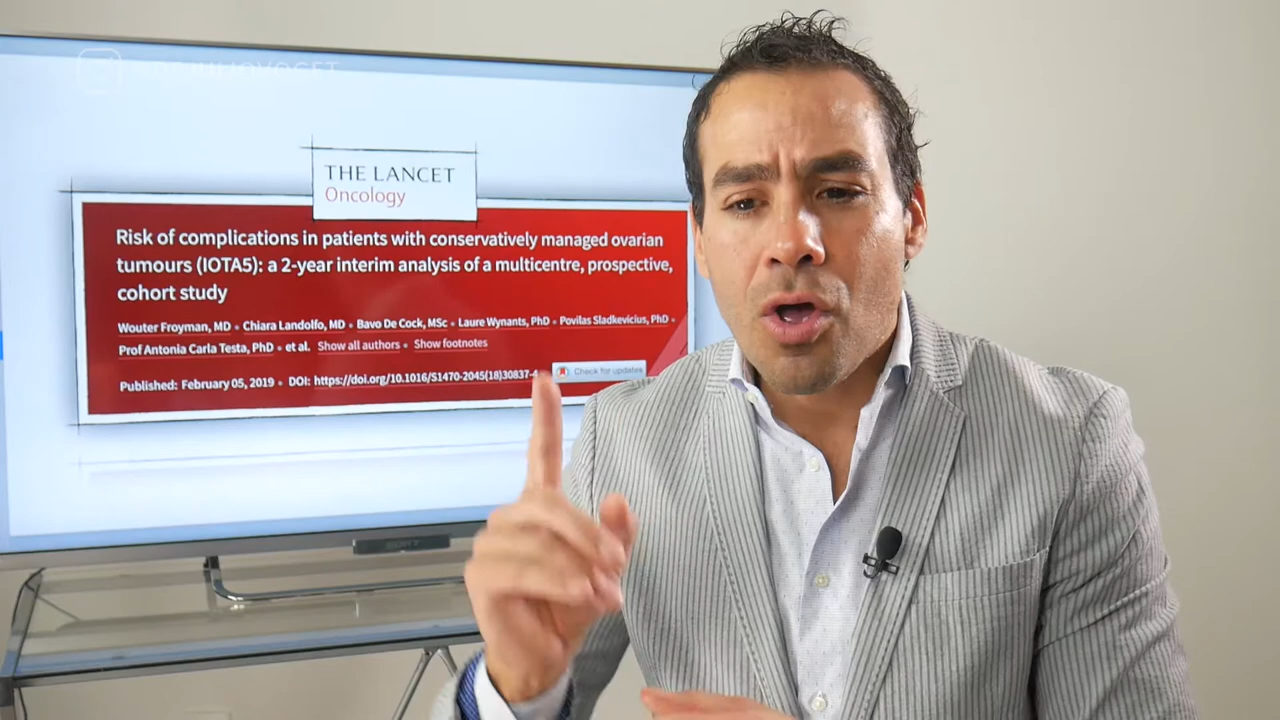 THE LANCET
Oncology
Risk of complications in patients with conservatively managed ovarian
tumours (IOTA5): a 2-year interim analysis of a multicentre, prospective,
cohort study
Wouter Froyman, MD • Chiara Landolfo, MD • Bavo De Cock, MSc • Laure Wynants, PhD • Povilas Sladkevicius, PhD •
Prof Antonia Carla Testa, PhD • et al. Show all authors • Show footnotes
Published: February 05, 2019 • DOI: https://doi.org/10.1016/S1470-2045(18)30837-4
Check for updates
SONY